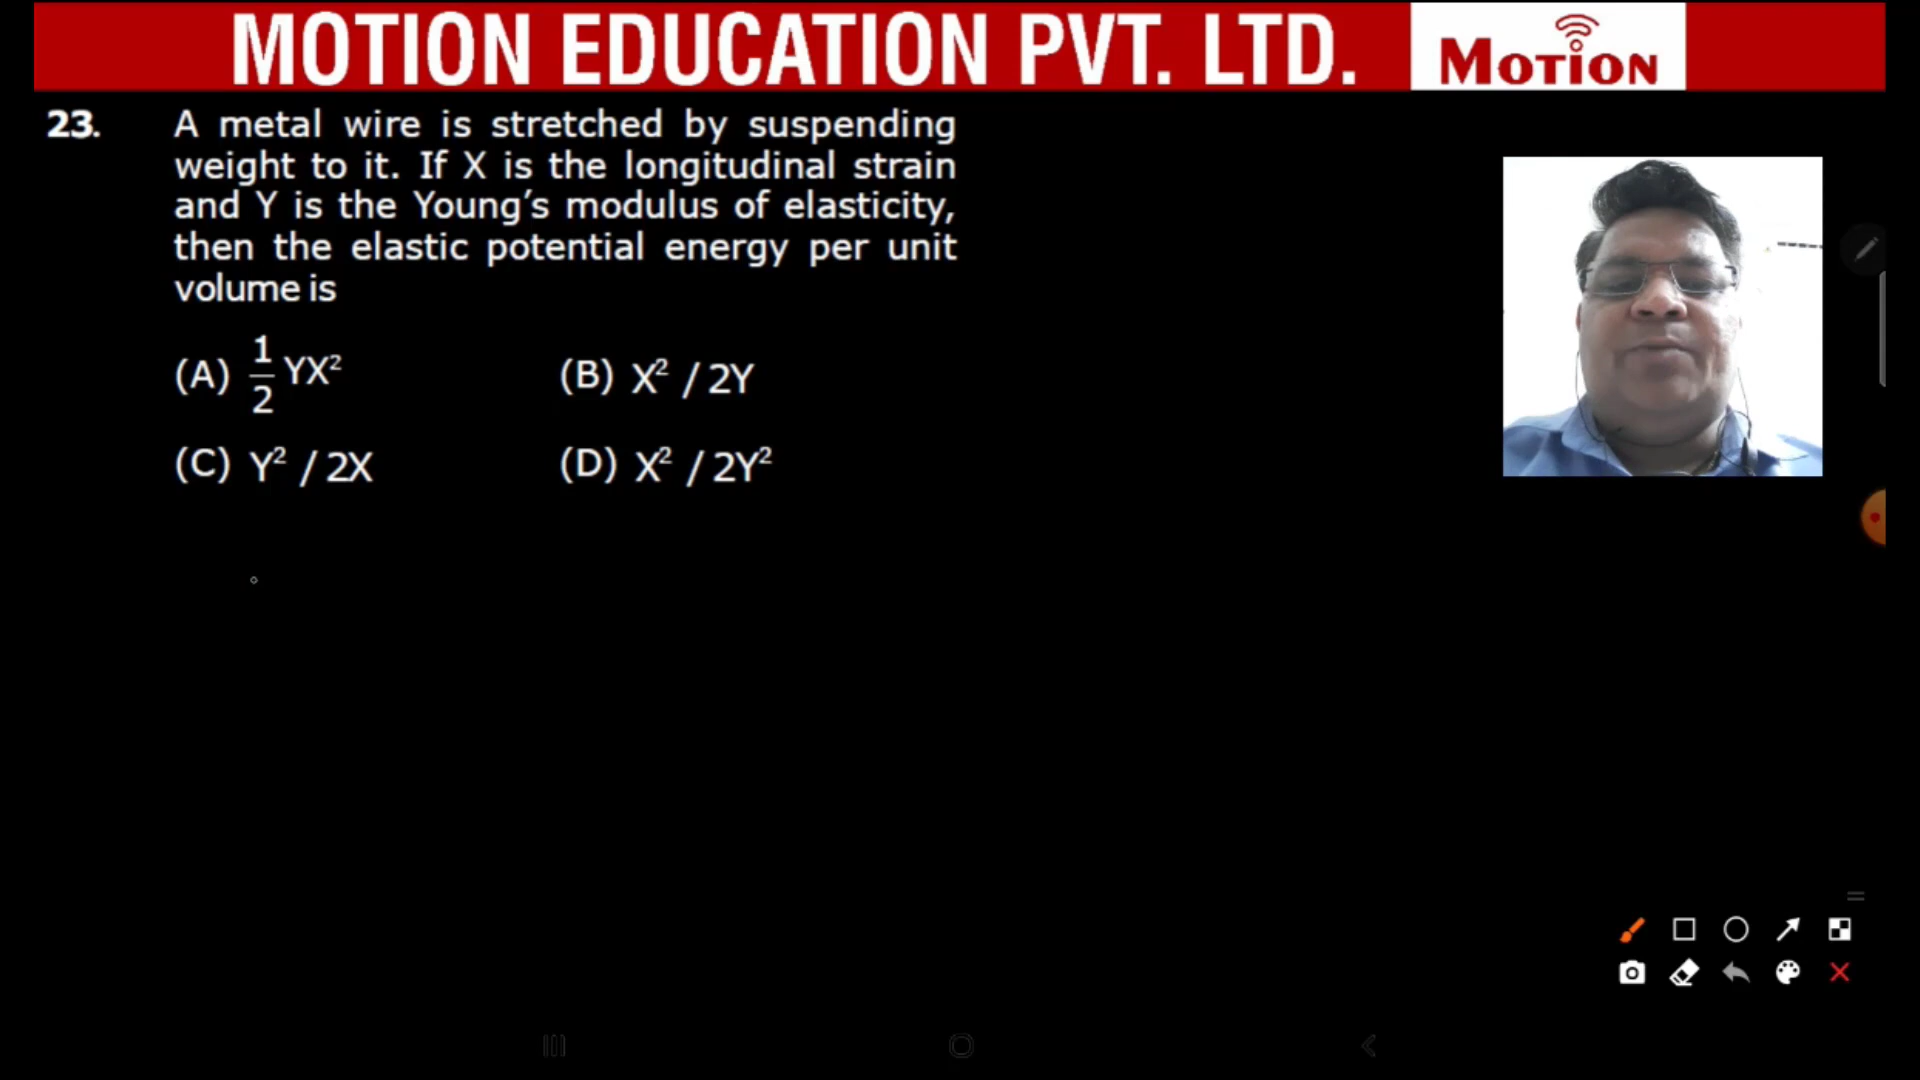 MOTION EDUCATION PVT. LTD.
MOTION
23. A metal wire is stretched by suspending
weight to it. If X is the longitudinal strain
and Y is the Young's modulus of elasticity,
then the elastic potential energy per unit
volume is
(A) 1/2 YX² (B) X² / 2Y
(C) Y² / 2X (D) X² / 2Y²